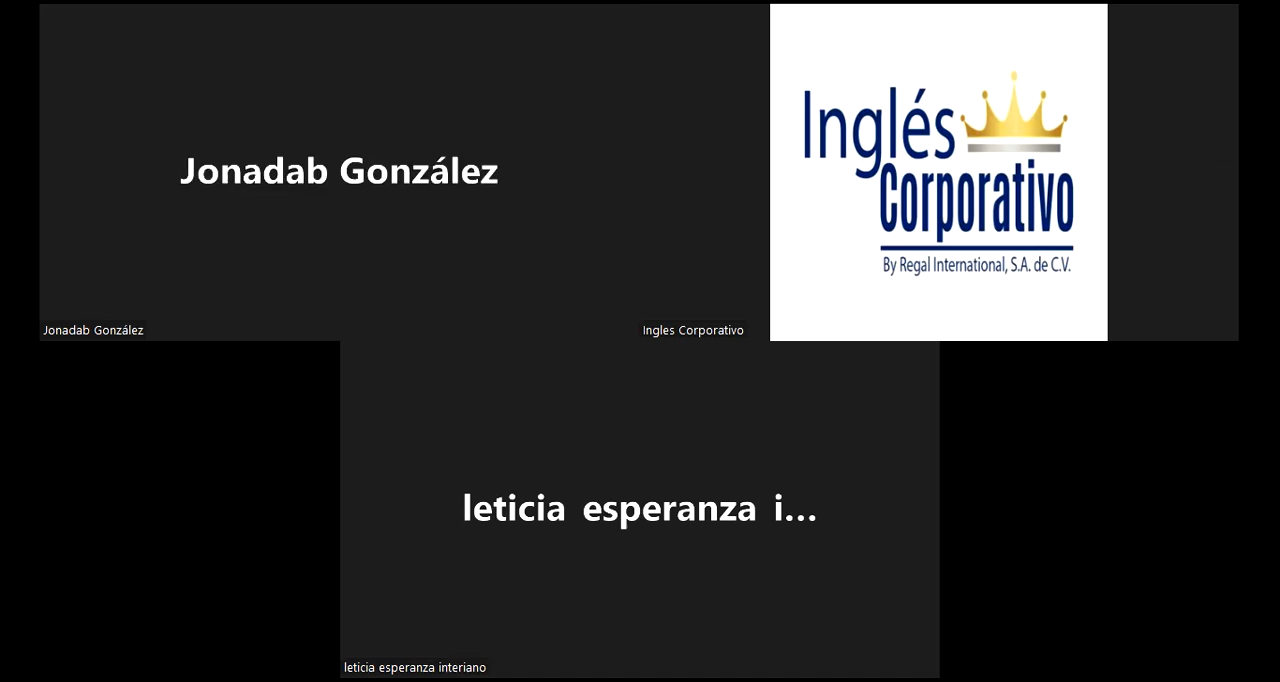 Jonadab González
Jonadab González
Inglés
Corporativo
By Regal International, S.A. de C.V.
Ingles Corporativo
leticia esperanza i...
leticia esperanza interiano